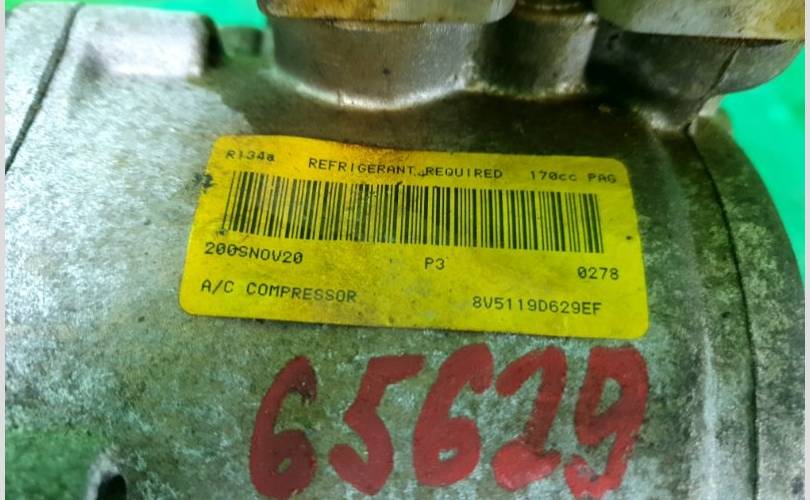 R134a REFRIGERANT REQUIRED 170cc PAG
200SNOV20 P3 0278
A/C COMPRESSOR 8V5119D629EF
65629